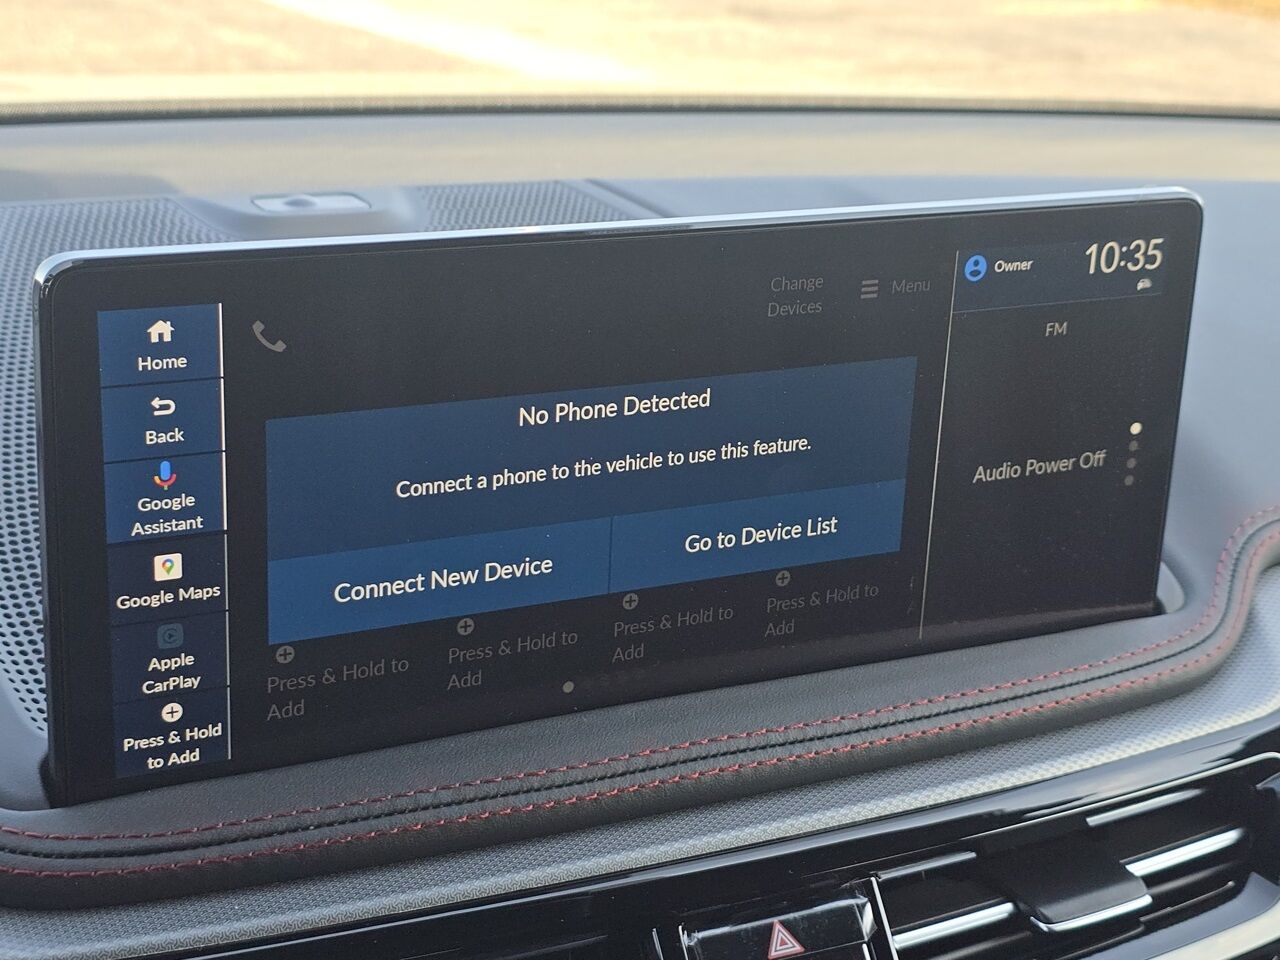 Home
Back
Google
Assistant
Google Maps
Apple
CarPlay
Press & Hold
to Add
Change
Devices
Menu
No Phone Detected
Connect a phone to the vehicle to use this feature.
Connect New Device
Go to Device List
Press & Hold to
Add
Press & Hold to
Add
Press & Hold to
Add
Press & Hold to
Add
Owner
10:35
FM
Audio Power Off